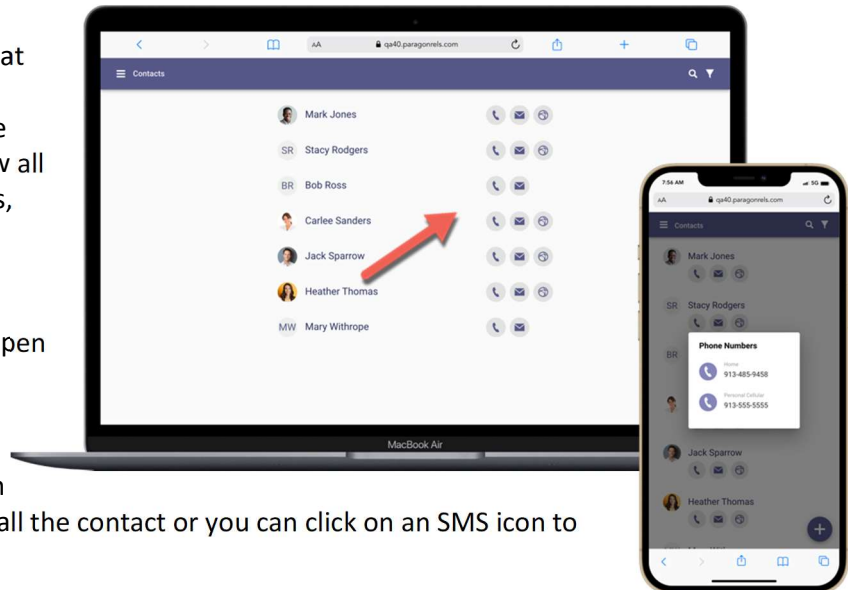 at
e
w all
s,
open
n
all the contact or you can click on an SMS icon to
AA qa40.paragonrels.com
Contacts
Mark Jones
SR Stacy Rodgers
BR Bob Ross
Carlee Sanders
Jack Sparrow
Heather Thomas
MW Mary Withrope
MacBook Air
7:56 AM 5G
AA qa40.paragonrels.com
Contacts
Mark Jones
SR Stacy Rodgers
BR
Phone Numbers
Home
913-485-9458
Personal Cellular
913-555-5555
Jack Sparrow
Heather Thomas